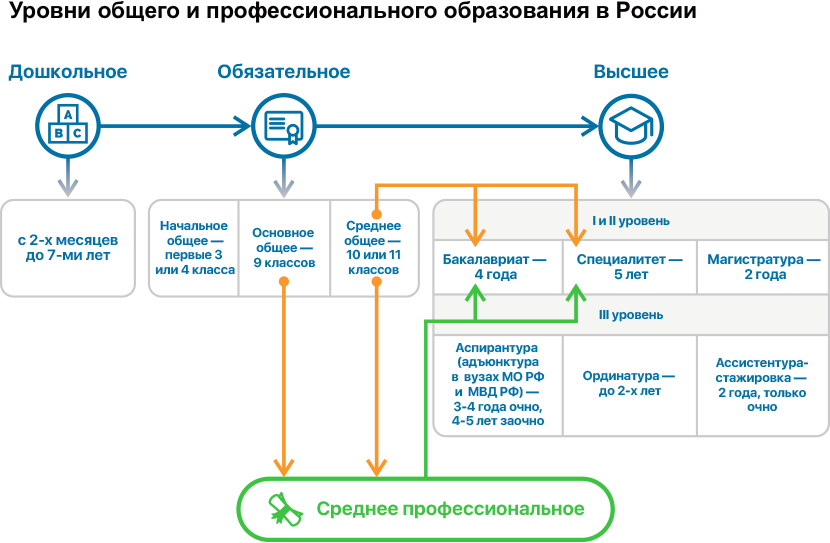 Уровни общего и профессионального образования в России
Дошкольное
Обязательное
Высшее
A
B C
с 2-х месяцев
до 7-ми лет
Начальное
общее —
первые 3
или 4 класса
Основное
общее —
9 классов
Среднее
общее —
10 или 11
классов
I и II уровень
Бакалавриат —
4 года
Специалитет —
5 лет
Магистратура —
2 года
III уровень
Аспирантура
(адъюнктура
в вузах МО РФ
и МВД РФ) —
3-4 года очно,
4-5 лет заочно
Ординатура —
до 2-х лет
Ассистентура-
стажировка —
2 года, только
очно
Среднее профессиональное